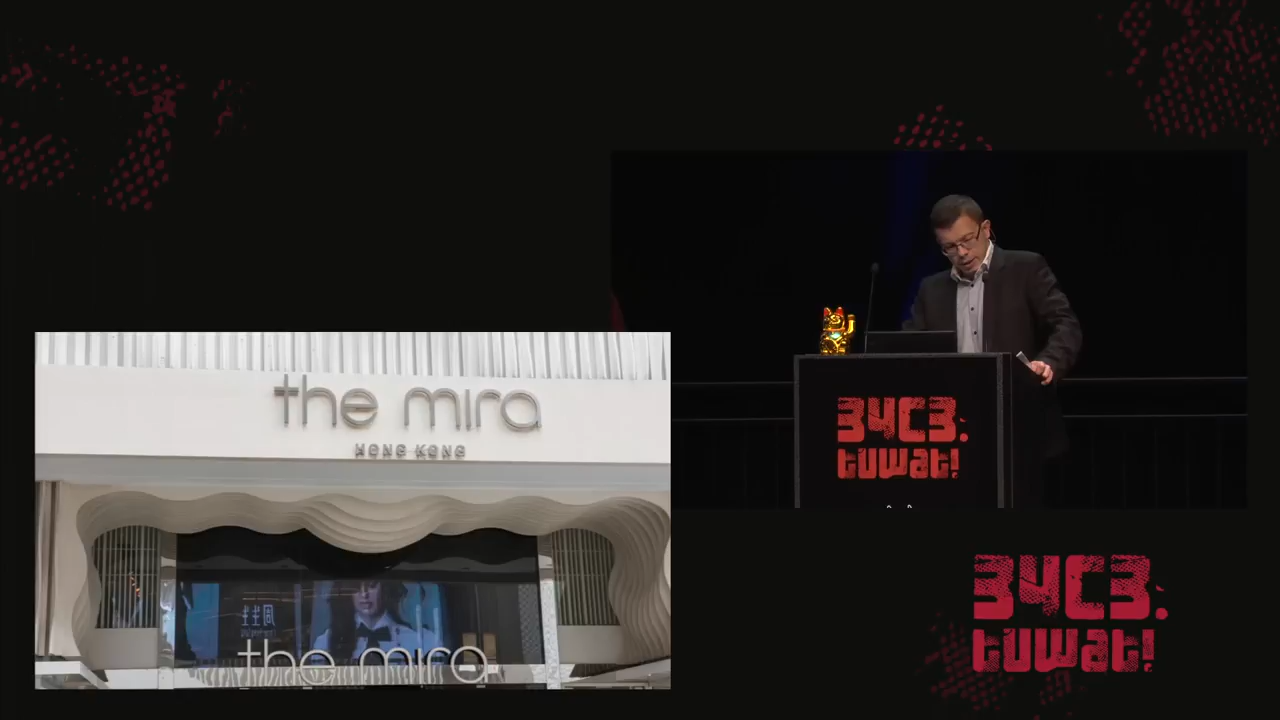 the mira
HONG KONG
the mira
34C3.
tuwat!
34C3.
tuwat!